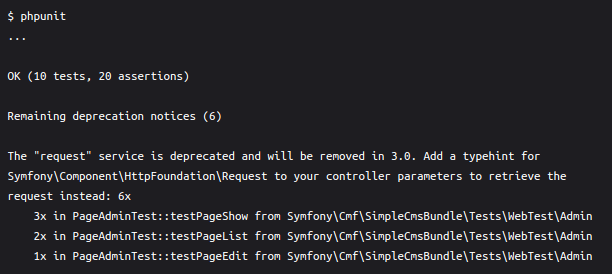 $ phpunit
...
OK (10 tests, 20 assertions)
Remaining deprecation notices (6)
The "request" service is deprecated and will be removed in 3.0. Add a typehint for
Symfony\Component\HttpFoundation\Request to your controller parameters to retrieve the
request instead: 6x
    3x in PageAdminTest::testPageShow from Symfony\Cmf\SimpleCmsBundle\Tests\WebTest\Admin
    2x in PageAdminTest::testPageList from Symfony\Cmf\SimpleCmsBundle\Tests\WebTest\Admin
    1x in PageAdminTest::testPageEdit from Symfony\Cmf\SimpleCmsBundle\Tests\WebTest\Admin